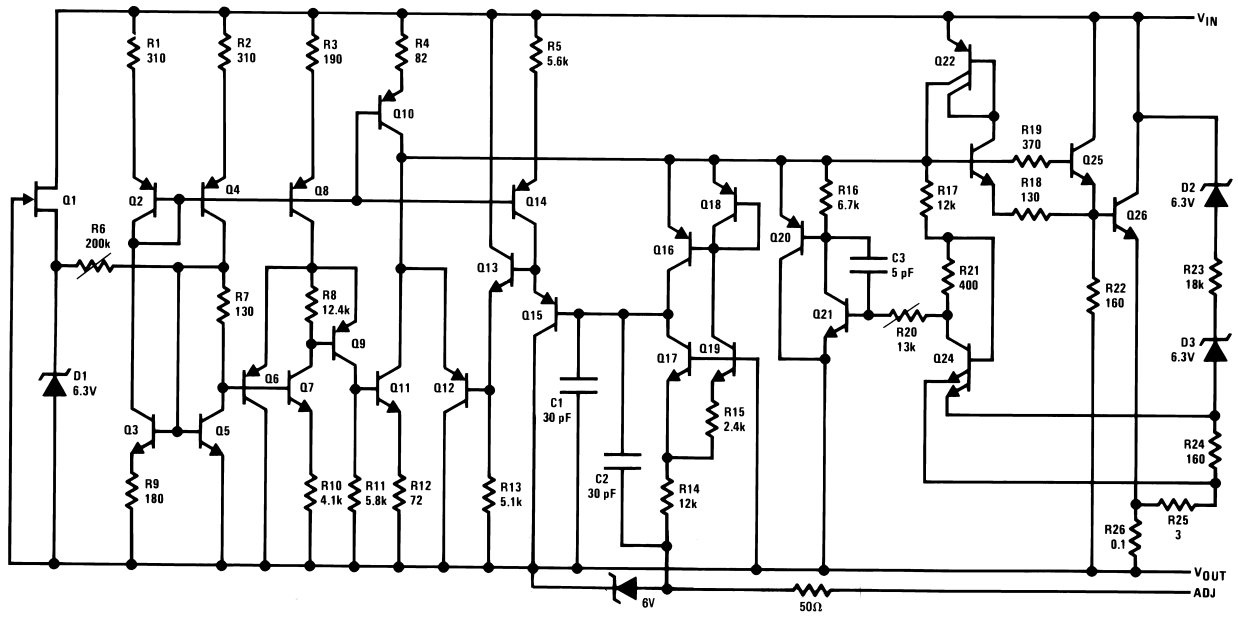 VIN
R1
310
R2
310
R3
190
R4
82
R5
5.6k
Q22
Q10
R19
370
R18
130
Q25
Q26
D2
6.3V
Q1
Q2
Q4
Q8
Q14
Q18
R16
6.7k
R17
12k
R6
200k
Q16
Q20
C3
5 pF
Q13
R7
130
R8
12.4k
R21
400
R22
160
R23
18k
Q15
Q21
R20
13k
D1
6.3V
Q6
Q7
Q9
Q11
Q12
Q17
Q19
Q24
D3
6.3V
C1
30 pF
R15
2.4k
Q3
Q5
R24
160
R9
180
R10
4.1k
R11
5.8k
R12
72
R13
5.1k
C2
30 pF
R14
12k
R25
3
R26
0.1
VOUT
ADJ
6V
50Ω